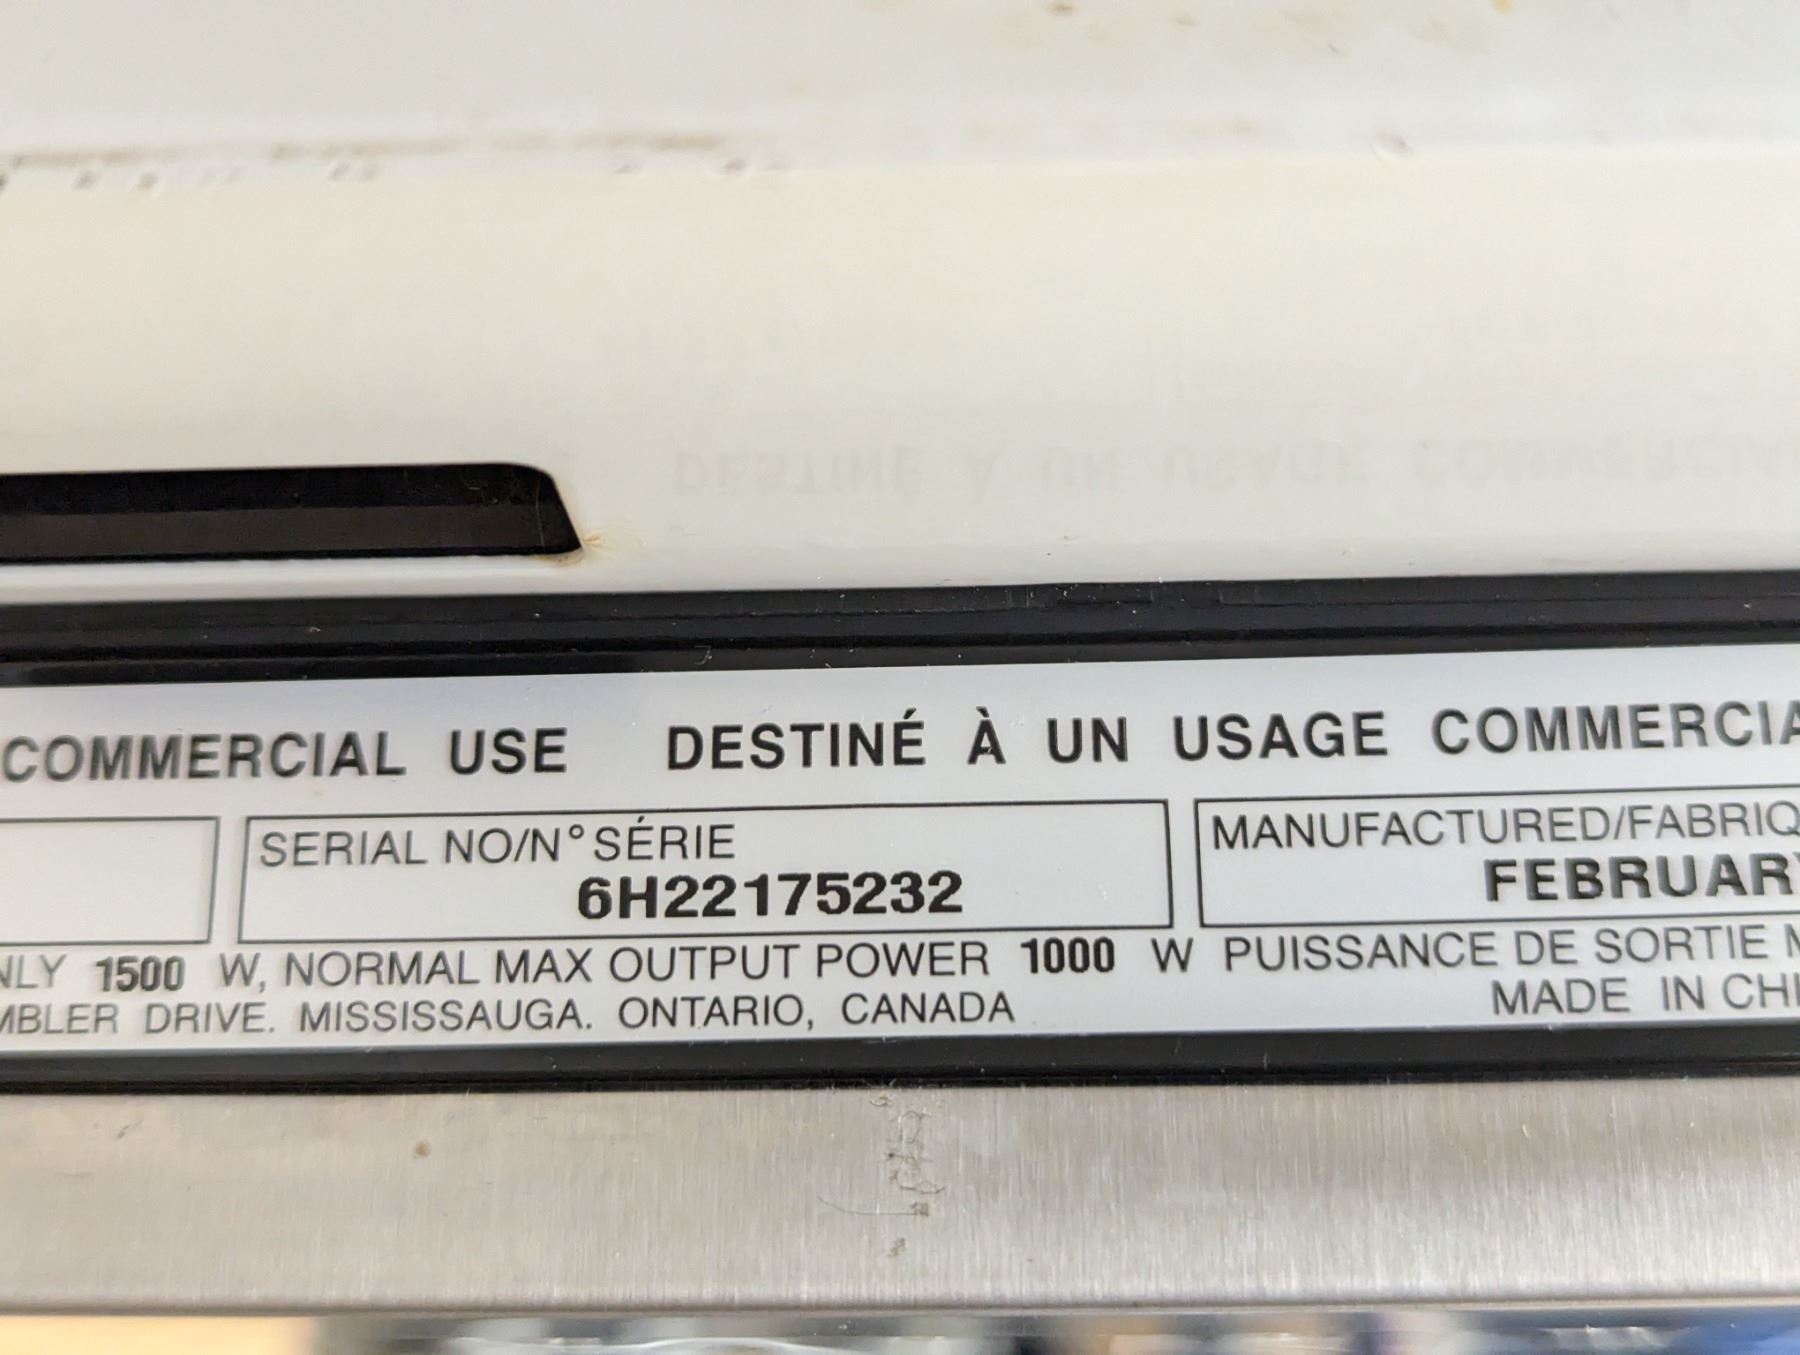 COMMERCIAL USE DESTINÉ À UN USAGE COMMERCIA
SERIAL NO/N° SÉRIE
6H22175232
MANUFACTURED/FABRIQ
FEBRUARY
NLY 1500 W, NORMAL MAX OUTPUT POWER 1000 W PUISSANCE DE SORTIE M
MBLER DRIVE. MISSISSAUGA. ONTARIO, CANADA
MADE IN CHI